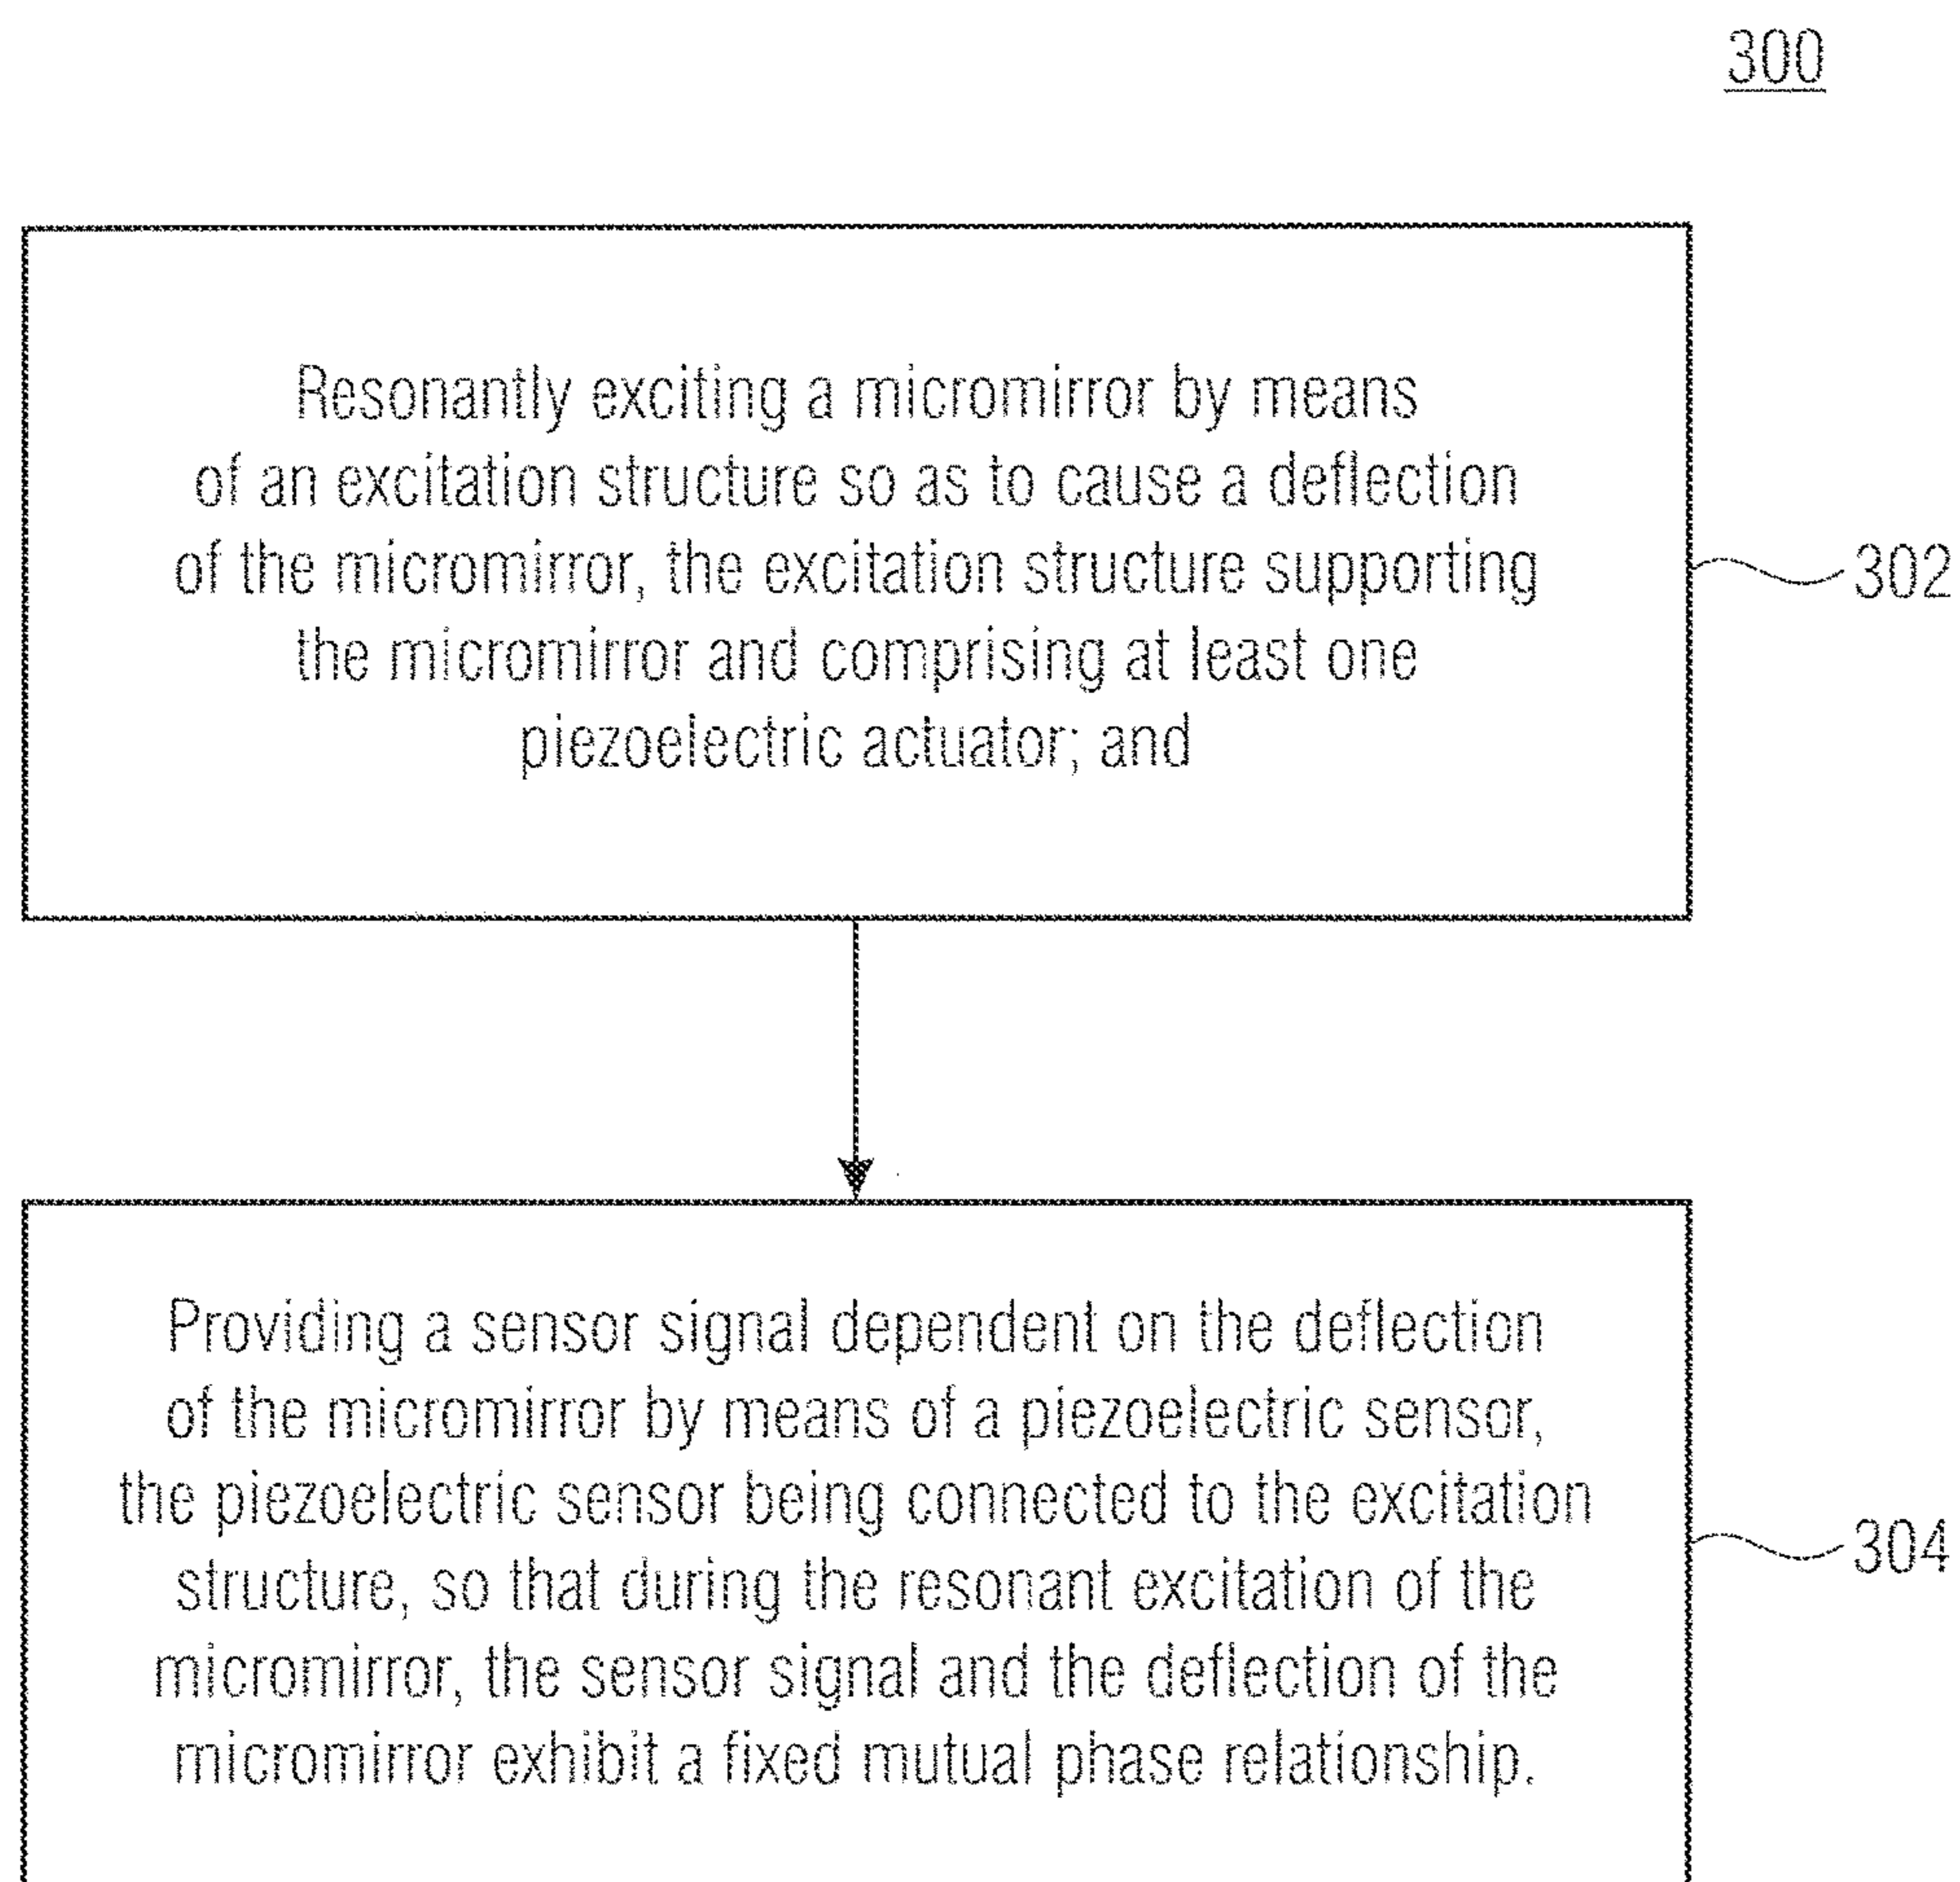 300
Resonantly exciting a micromirror by means
of an excitation structure so as to cause a deflection
of the micromirror, the excitation structure supporting
the micromirror and comprising at least one
piezoelectric actuator; and
302
Providing a sensor signal dependent on the deflection
of the micromirror by means of a piezoelectric sensor,
the piezoelectric sensor being connected to the excitation
structure, so that during the resonant excitation of the
micromirror, the sensor signal and the deflection of the
micromirror exhibit a fixed mutual phase relationship.
304